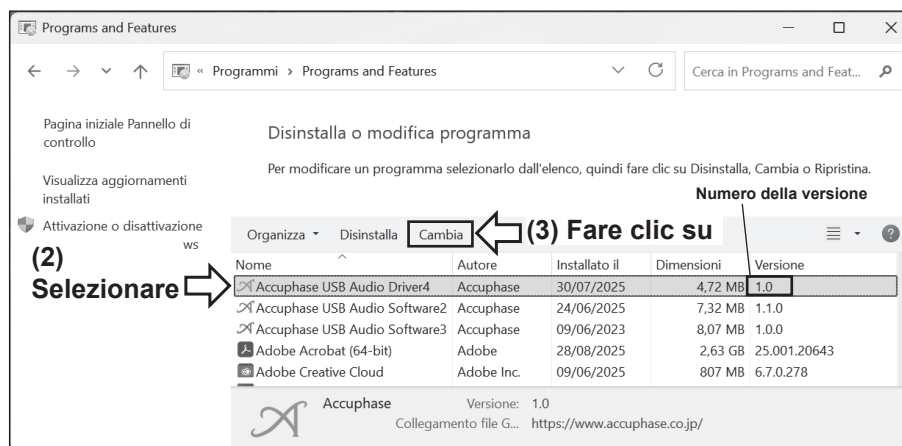 Programs and Features
« Programmi > Programs and Features
Cerca in Programs and Feat...
Pagina iniziale Pannello di
controllo
Visualizza aggiornamenti
installati
Attivazione o disattivazione
ws
Disinstalla o modifica programma
Per modificare un programma selezionarlo dall'elenco, quindi fare clic su Disinstalla, Cambia o Ripristina.
Numero della versione
Organizza Disinstalla Cambia
(3) Fare clic su
(2)
Selezionare
Nome Autore Installato il Dimensioni Versione
Accuphase USB Audio Driver4 Accuphase 30/07/2025 4,72 MB 1.0
Accuphase USB Audio Software2 Accuphase 24/06/2025 7,32 MB 1.1.0
Accuphase USB Audio Software3 Accuphase 09/06/2023 8,07 MB 1.0.0
Adobe Acrobat (64-bit) Adobe 28/08/2025 2,63 GB 25.001.20643
Adobe Creative Cloud Adobe Inc. 09/06/2025 807 MB 6.7.0.278
Accuphase Versione: 1.0
Collegamento file G... https://www.accuphase.co.jp/